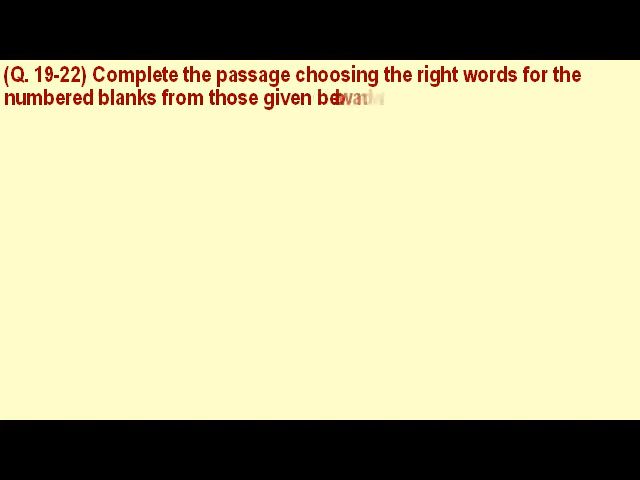 (Q. 19-22) Complete the passage choosing the right words for the
numbered blanks from those given